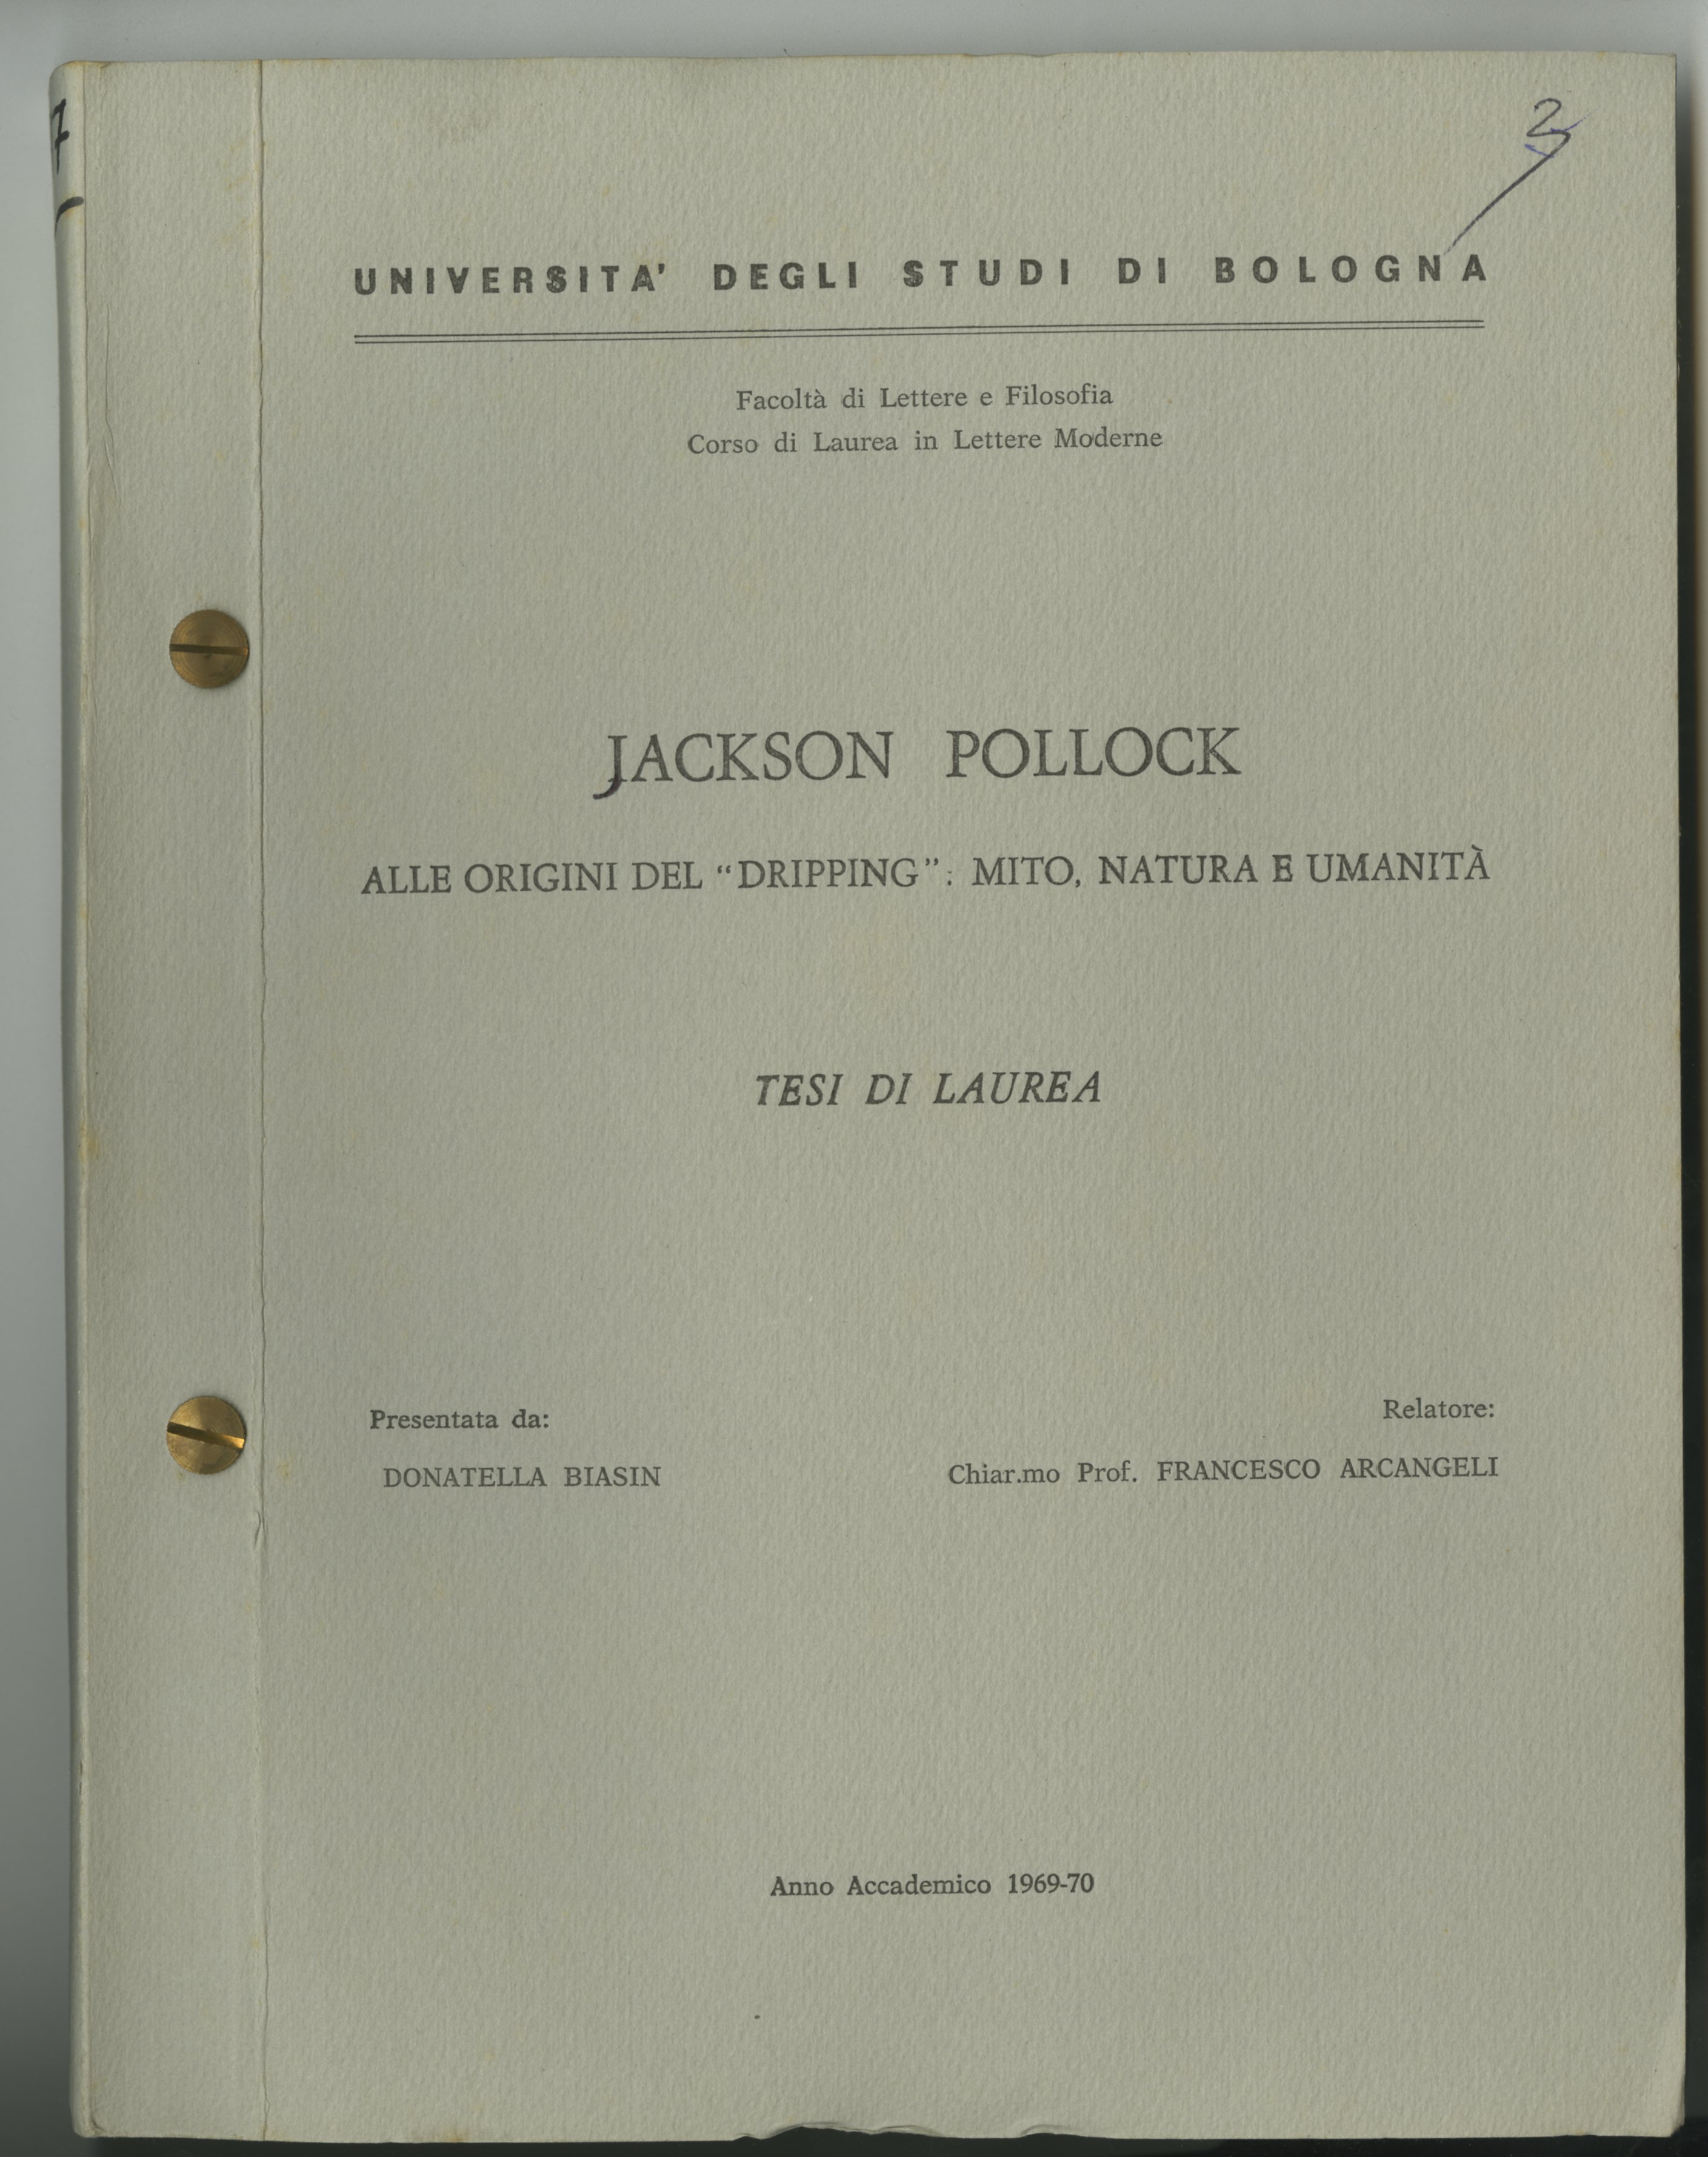 7
UNIVERSITA' DEGLI STUDI DI BOLOGNA
Facoltà di Lettere e Filosofia
Corso di Laurea in Lettere Moderne
JACKSON POLLOCK
ALLE ORIGINI DEL “DRIPPING”: MITO, NATURA E UMANITÀ
TESI DI LAUREA
Presentata da:
DONATELLA BIASIN
Relatore:
Chiar.mo Prof. FRANCESCO ARCANGELI
Anno Accademico 1969-70